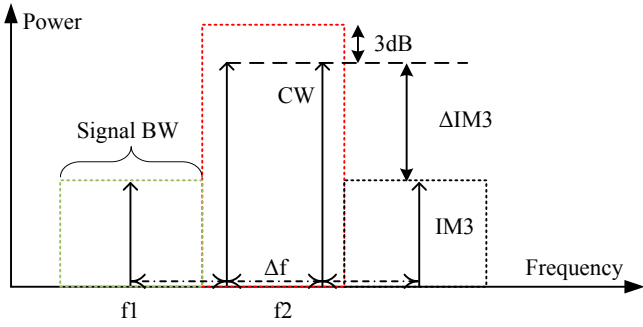 Power
3dB
CW
ΔIM3
Signal BW
IM3
Δf
Frequency
f1
f2